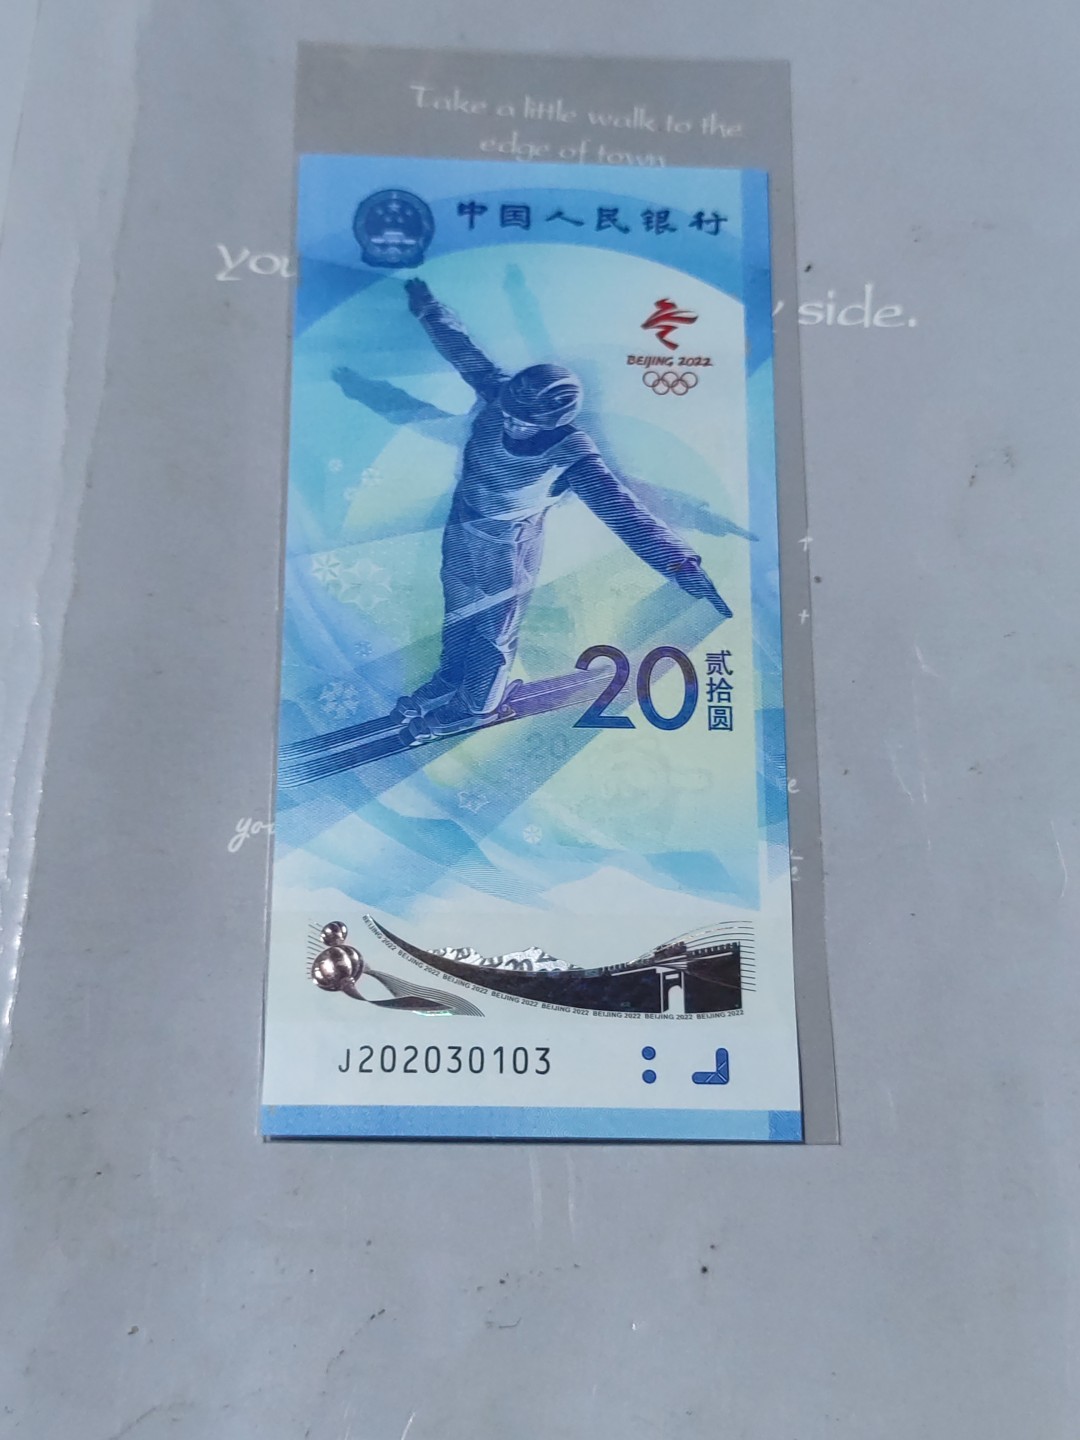 Take a little walk to the
edge of town
中国人民银行
you
side.
BEIJING 2022
20
贰拾圆
20
BEIJING 2022 BEIJING 2022 BEIJING 2022 BEIJING 2022 BEIJING 2022 BEIJING 2022 BEIJING 2022 BEIJING 2022
J202030103